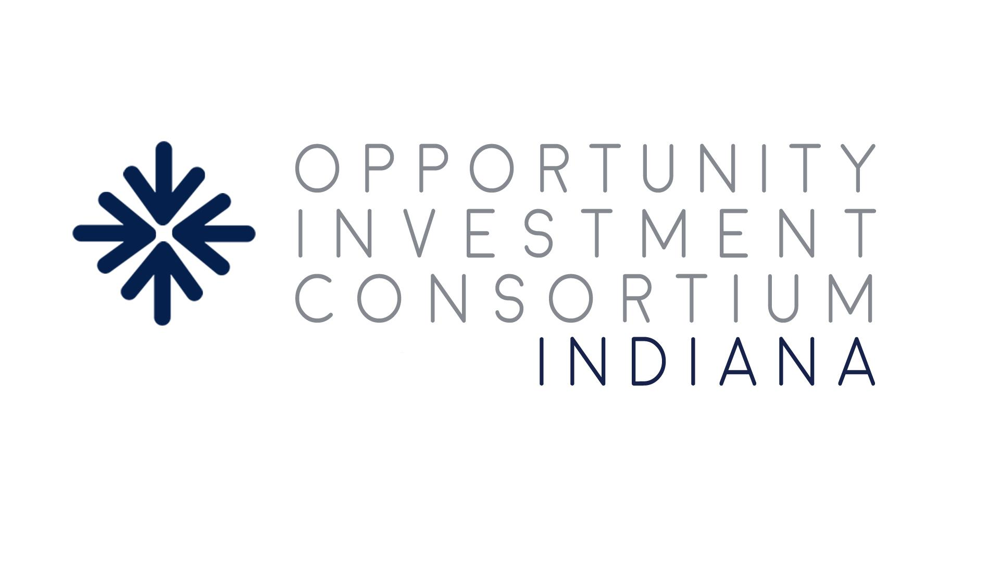 OPPORTUNITY
INVESTMENT
CONSORTIUM
INDIANA